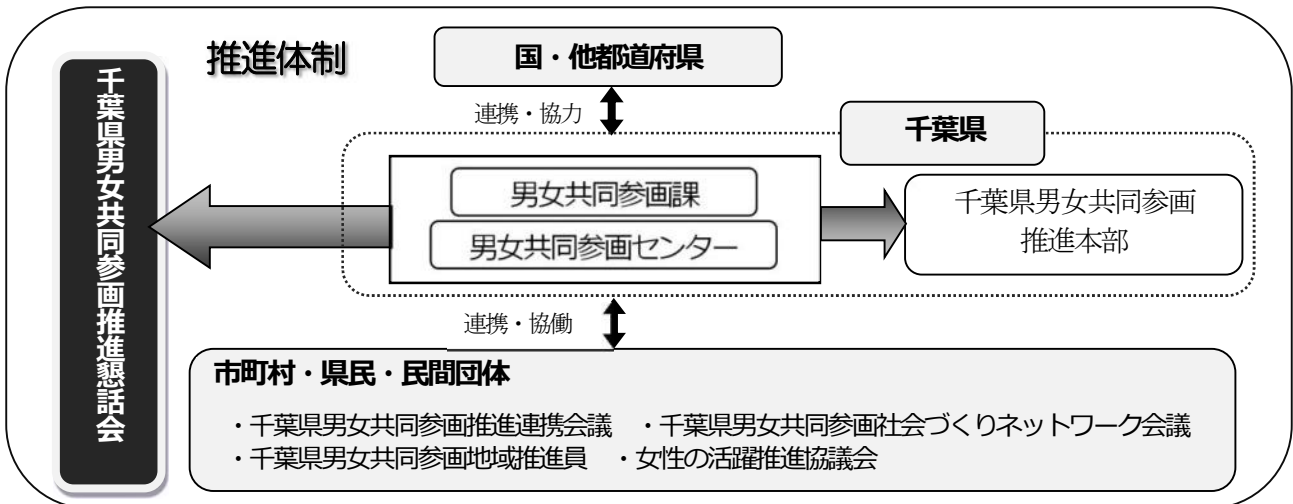 推進体制
千葉県男女共同参画推進懇話会
国・他都道府県
連携・協力
千葉県
男女共同参画課
男女共同参画センター
千葉県男女共同参画
推進本部
連携・協働
市町村・県民・民間団体
・千葉県男女共同参画推進連携会議 ・千葉県男女共同参画社会づくりネットワーク会議
・千葉県男女共同参画地域推進員 ・女性の活躍推進協議会